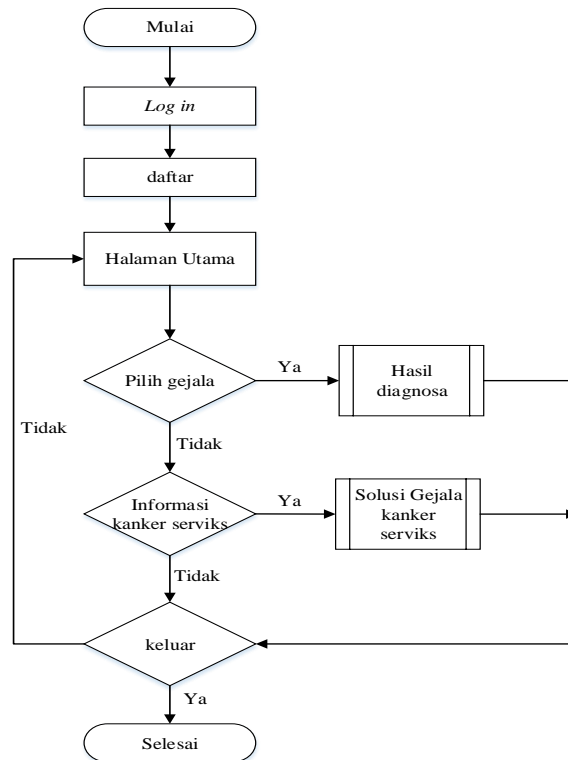 Mulai
Log in
daftar
Halaman Utama
Pilih gejala
Ya
Hasil
diagnosa
Tidak
Tidak
Informasi
kanker serviks
Ya
Solusi Gejala
kanker
serviks
Tidak
keluar
Ya
Selesai